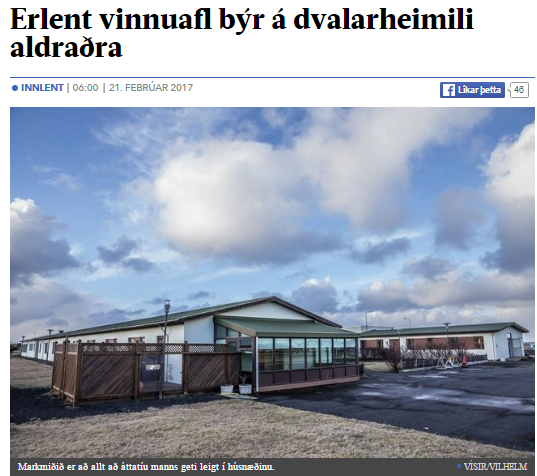 Erlent vinnuafl býr á dvalarheimili
aldraðra
INNLENT | 06:00 | 21. FEBRÚAR 2017
Líkar þetta 46
Markmiðið er að allt að áttatíu manns geti leigt í húsnæðinu. VÍSIR/VILHELM